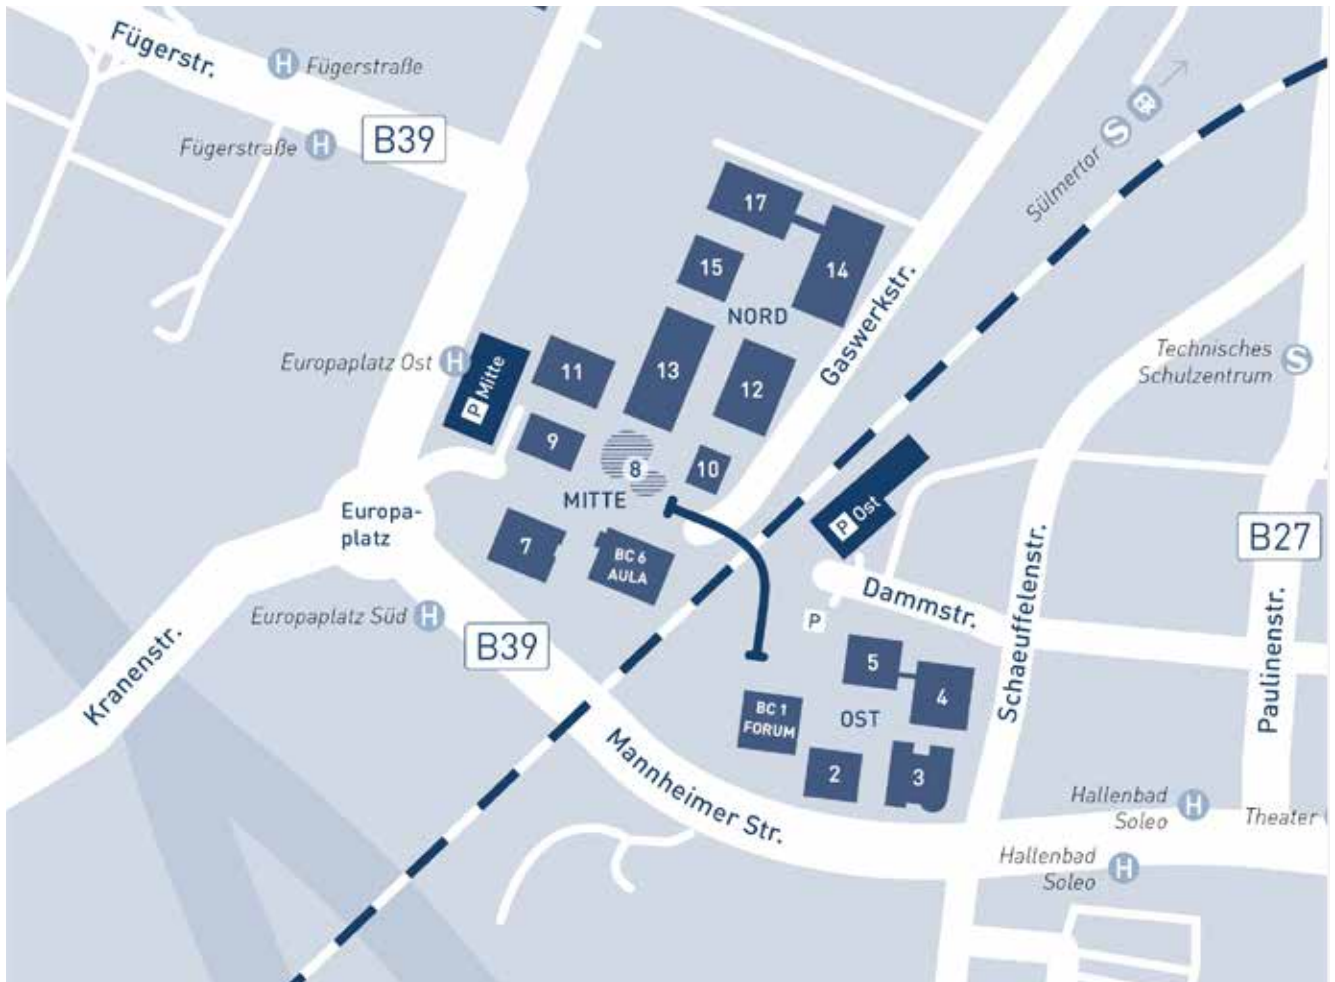 Fügerstr.
H Fügerstraße
Fügerstraße H
B39
Sülmertor S
17
14
15
NORD
Gaswerkstr.
Europaplatz Ost H
P Mitte
11
13
12
Technisches
Schulzentrum
S
9
8
10
MITTE
Europa-
platz
7
BC 6
AULA
P Ost
B27
Dammstr.
Schaeuffelenstr.
Paulinenstr.
Europaplatz Süd H
B39
P
Kranenstr.
5
4
BC 1
FORUM
OST
2
3
Mannheimer Str.
Hallenbad
Soleo
H
Theater
Hallenbad
Soleo
H